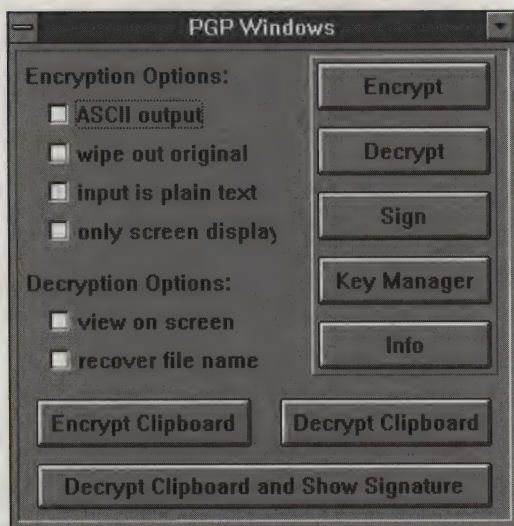 PGP Windows
Encryption Options:
ASCII output
wipe out original
input is plain text
only screen display
Decryption Options:
view on screen
recover file name
Encrypt
Decrypt
Sign
Key Manager
Info
Encrypt Clipboard
Decrypt Clipboard
Decrypt Clipboard and Show Signature